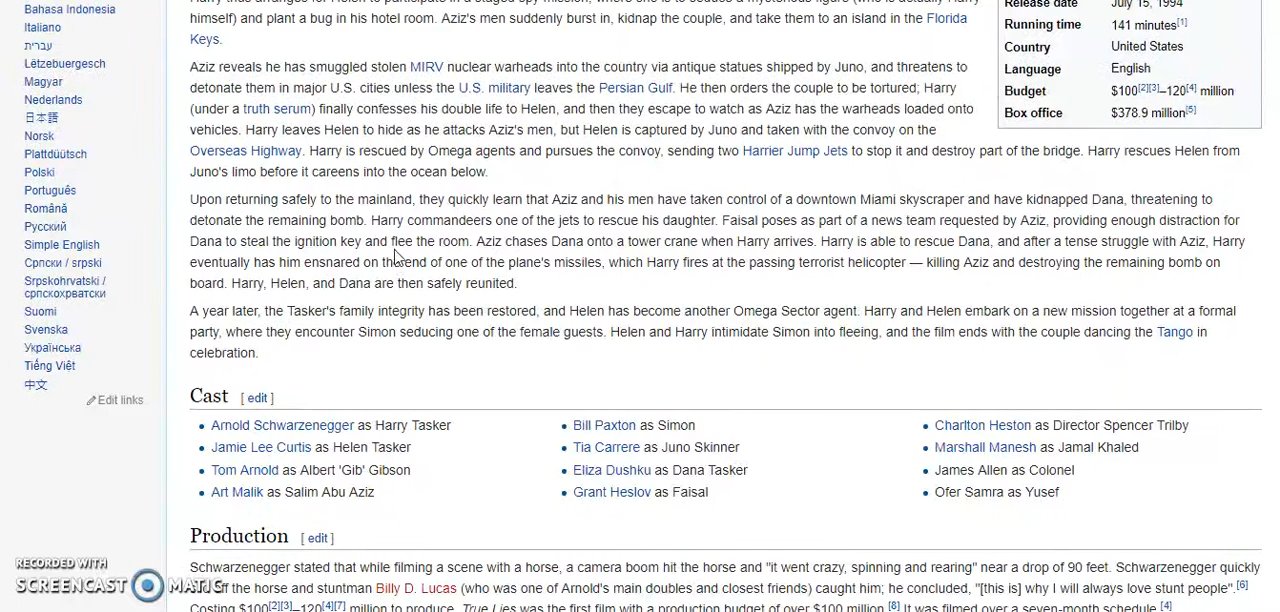 Bahasa Indonesia
Italiano
עברית
Lëtzebuergesch
Magyar
Nederlands
日本語
Norsk
Plattdüütsch
Polski
Português
Română
Русский
Simple English
Српски / srpski
Srpskohrvatski /
српскохрватски
Suomi
Svenska
Українська
Tiếng Việt
中文
Edit links
himself) and plant a bug in his hotel room. Aziz's men suddenly burst in, kidnap the couple, and take them to an island in the Florida
Keys.
Aziz reveals he has smuggled stolen MIRV nuclear warheads into the country via antique statues shipped by Juno, and threatens to
detonate them in major U.S. cities unless the U.S. military leaves the Persian Gulf. He then orders the couple to be tortured; Harry
(under a truth serum) finally confesses his double life to Helen, and then they escape to watch as Aziz has the warheads loaded onto
vehicles. Harry leaves Helen to hide as he attacks Aziz's men, but Helen is captured by Juno and taken with the convoy on the
Overseas Highway. Harry is rescued by Omega agents and pursues the convoy, sending two Harrier Jump Jets to stop it and destroy part of the bridge. Harry rescues Helen from
Juno's limo before it careens into the ocean below.
Upon returning safely to the mainland, they quickly learn that Aziz and his men have taken control of a downtown Miami skyscraper and have kidnapped Dana, threatening to
detonate the remaining bomb. Harry commandeers one of the jets to rescue his daughter. Faisal poses as part of a news team requested by Aziz, providing enough distraction for
Dana to steal the ignition key and flee the room. Aziz chases Dana onto a tower crane when Harry arrives. Harry is able to rescue Dana, and after a tense struggle with Aziz, Harry
eventually has him ensnared on the end of one of the plane's missiles, which Harry fires at the passing terrorist helicopter — killing Aziz and destroying the remaining bomb on
board. Harry, Helen, and Dana are then safely reunited.
A year later, the Tasker's family integrity has been restored, and Helen has become another Omega Sector agent. Harry and Helen embark on a new mission together at a formal
party, where they encounter Simon seducing one of the female guests. Helen and Harry intimidate Simon into fleeing, and the film ends with the couple dancing the Tango in
celebration.
Release date July 15, 1994
Running time 141 minutes[1]
Country United States
Language English
Budget $100[2][3]–120[4] million
Box office $378.9 million[5]
Cast [ edit ]
• Arnold Schwarzenegger as Harry Tasker
• Jamie Lee Curtis as Helen Tasker
• Tom Arnold as Albert 'Gib' Gibson
• Art Malik as Salim Abu Aziz
• Bill Paxton as Simon
• Tia Carrere as Juno Skinner
• Eliza Dushku as Dana Tasker
• Grant Heslov as Faisal
• Charlton Heston as Director Spencer Trilby
• Marshall Manesh as Jamal Khaled
• James Allen as Colonel
• Ofer Samra as Yusef
Production [ edit ]
Schwarzenegger stated that while filming a scene with a horse, a camera boom hit the horse and "it went crazy, spinning and rearing" near a drop of 90 feet. Schwarzenegger quickly
off the horse and stuntman Billy D. Lucas (who was one of Arnold's main doubles and closest friends) caught him; he concluded, "[this is] why I will always love stunt people".[6]
Costing $100[2][3]–120[4][7] million to produce, True Lies was the first film with a production budget of over $100 million.[8] It was filmed over a seven-month schedule.[4]
RECORDED WITH
SCREENCAST MATIC